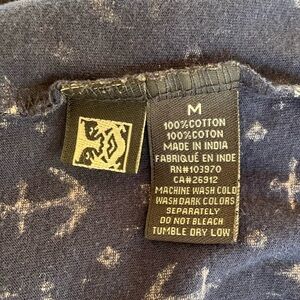 M
100%COTTON
100%COTON
MADE IN INDIA
FABRIQUÉ EN INDE
RN#103970
CA#26912
MACHINE WASH COLD
WASH DARK COLORS
SEPARATELY
DO NOT BLEACH
TUMBLE DRY LOW